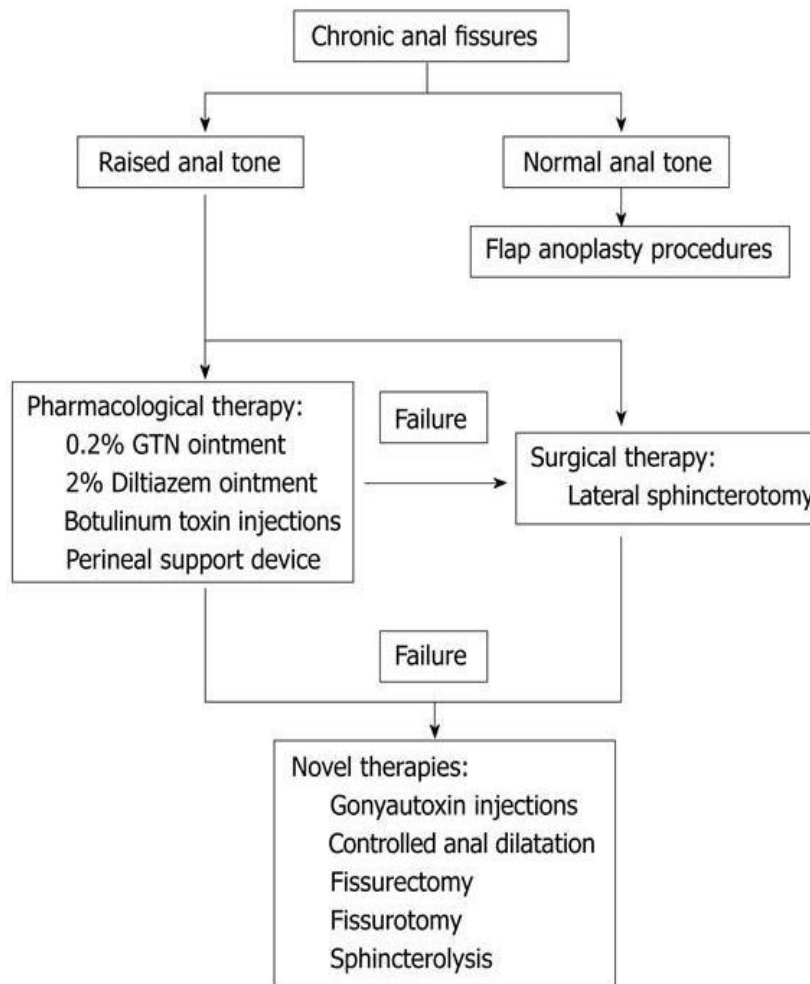 Chronic anal fissures
Raised anal tone
Normal anal tone
Flap anoplasty procedures
Pharmacological therapy:
0.2% GTN ointment
2% Diltiazem ointment
Botulinum toxin injections
Perineal support device
Failure
Surgical therapy:
Lateral sphincterotomy
Failure
Novel therapies:
Gonyautoxin injections
Controlled anal dilatation
Fissurectomy
Fissurotomy
Sphincterolysis